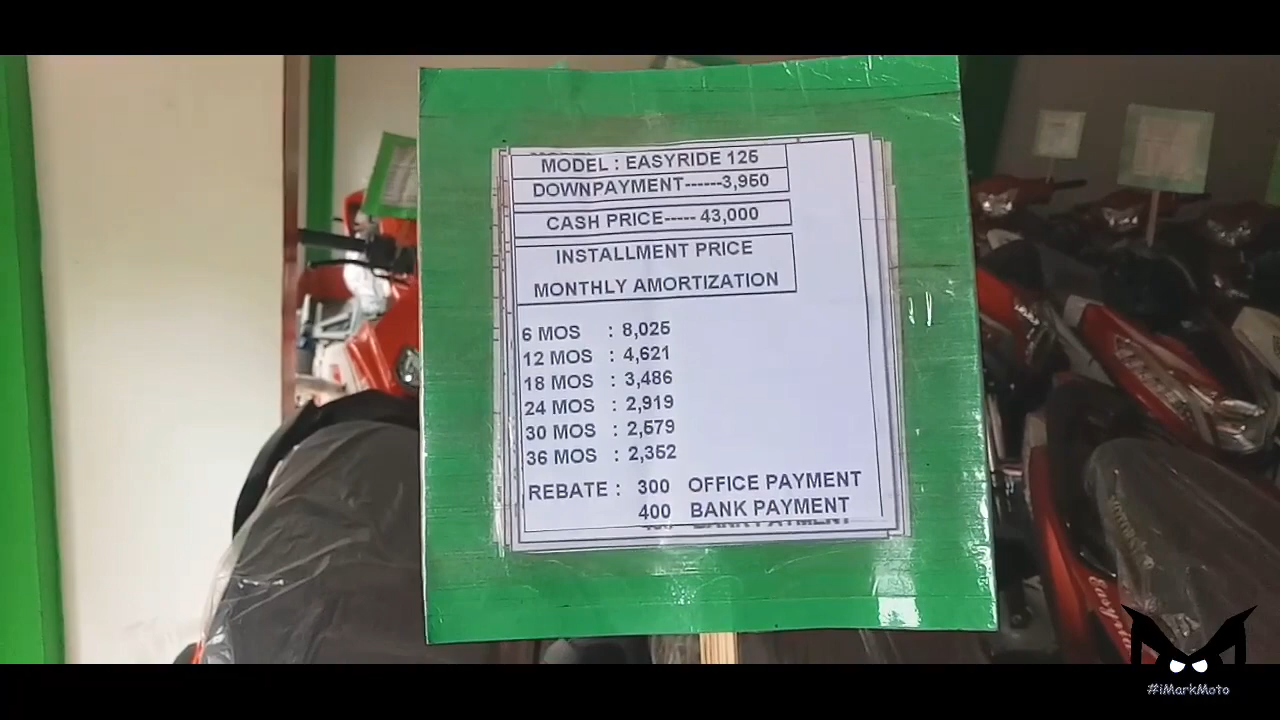 MODEL : EASYRIDE 125
DOWNPAYMENT------3,950
CASH PRICE----- 43,000
INSTALLMENT PRICE
MONTHLY AMORTIZATION
6 MOS : 8,025
12 MOS : 4,621
18 MOS : 3,486
24 MOS : 2,919
30 MOS : 2,579
36 MOS : 2,352
REBATE : 300 OFFICE PAYMENT
400 BANK PAYMENT
#iMarkMoto